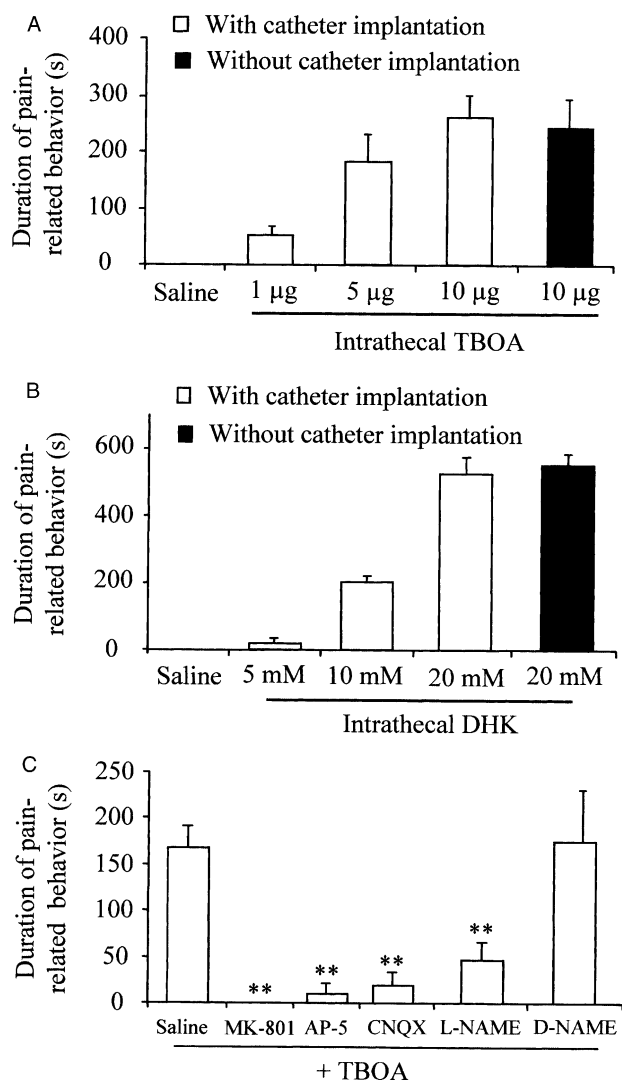 A
□ With catheter implantation
■ Without catheter implantation
Duration of pain-
related behavior (s)
400
300
200
100
0
Saline 1 µg 5 µg 10 µg 10 µg
Intrathecal TBOA
B
□ With catheter implantation
■ Without catheter implantation
Duration of pain-
related behavior (s)
600
400
200
0
Saline 5 mM 10 mM 20 mM 20 mM
Intrathecal DHK
C
Duration of pain-
related behavior (s)
250
200
150
100
50
0
** ** ** **
Saline MK-801 AP-5 CNQX L-NAME D-NAME
+ TBOA